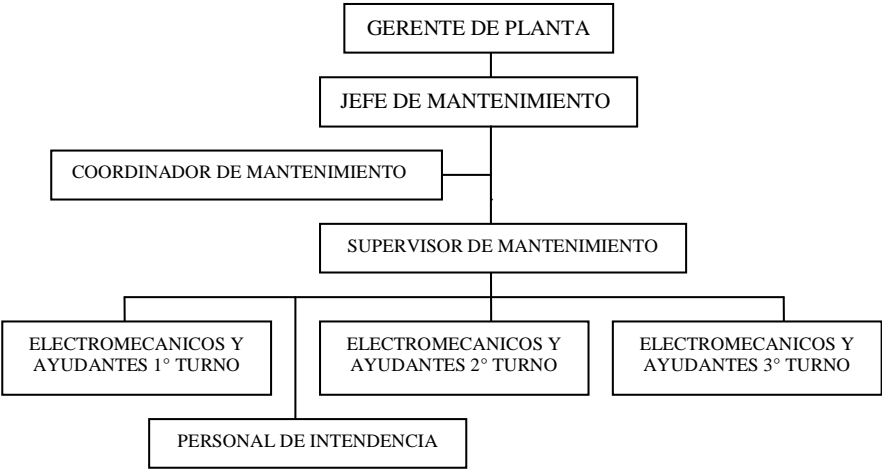 GERENTE DE PLANTA
JEFE DE MANTENIMIENTO
COORDINADOR DE MANTENIMIENTO
SUPERVISOR DE MANTENIMIENTO
ELECTROMECANICOS Y
AYUDANTES 1° TURNO
ELECTROMECANICOS Y
AYUDANTES 2° TURNO
ELECTROMECANICOS Y
AYUDANTES 3° TURNO
PERSONAL DE INTENDENCIA